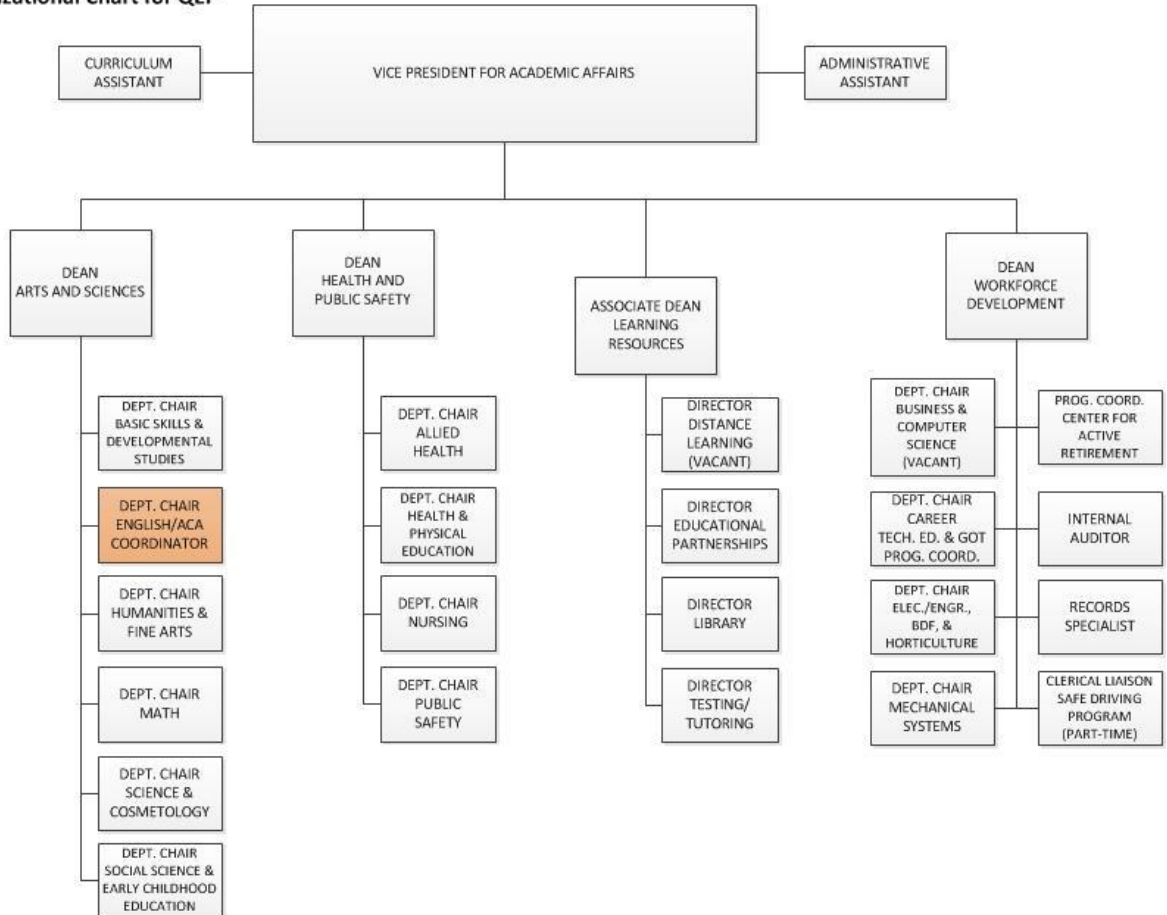 Chart for QEP
CURRICULUM
ASSISTANT
VICE PRESIDENT FOR ACADEMIC AFFAIRS
ADMINISTRATIVE
ASSISTANT
DEAN
ARTS AND SCIENCES
DEAN
HEALTH AND
PUBLIC SAFETY
ASSOCIATE DEAN
LEARNING
RESOURCES
DEAN
WORKFORCE
DEVELOPMENT
DEPT. CHAIR
BASIC SKILLS &
DEVELOPMENTAL
STUDIES
DEPT. CHAIR
ENGLISH/ACA
COORDINATOR
DEPT. CHAIR
HUMANITIES &
FINE ARTS
DEPT. CHAIR
MATH
DEPT. CHAIR
SCIENCE &
COSMETOLOGY
DEPT. CHAIR
SOCIAL SCIENCE &
EARLY CHILDHOOD
EDUCATION
DEPT. CHAIR
ALLIED
HEALTH
DEPT. CHAIR
HEALTH &
PHYSICAL
EDUCATION
DEPT. CHAIR
NURSING
DEPT. CHAIR
PUBLIC
SAFETY
DIRECTOR
DISTANCE
LEARNING
(VACANT)
DIRECTOR
EDUCATIONAL
PARTNERSHIPS
DIRECTOR
LIBRARY
DIRECTOR
TESTING/
TUTORING
DEPT. CHAIR
BUSINESS &
COMPUTER
SCIENCE
(VACANT)
DEPT. CHAIR
CAREER
TECH. ED. & GOT
PROG. COORD.
DEPT. CHAIR
ELEC./ENGR.,
BDF, &
HORTICULTURE
DEPT. CHAIR
MECHANICAL
SYSTEMS
PROG. COORD.
CENTER FOR
ACTIVE
RETIREMENT
INTERNAL
AUDITOR
RECORDS
SPECIALIST
CLERICAL LIAISON
SAFE DRIVING
PROGRAM
(PART-TIME)